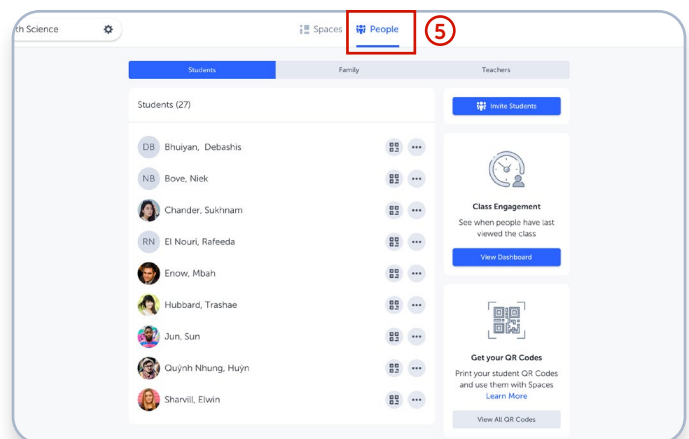 th Science
Spaces
People
5
Students
Family
Teachers
Students (27)
Invite Students
DB Bhuiyan, Debashis
NB Bove, Niek
Chander, Sukhnam
RN El Nouri, Rafeeda
Enow, Mbah
Hubbard, Trashae
Jun, Sun
Quỳnh Nhung, Huỳn
Sharvill, Elwin
Class Engagement
See when people have last
viewed the class
View Dashboard
Get your QR Codes
Print your student QR Codes
and use them with Spaces
Learn More
View All QR Codes